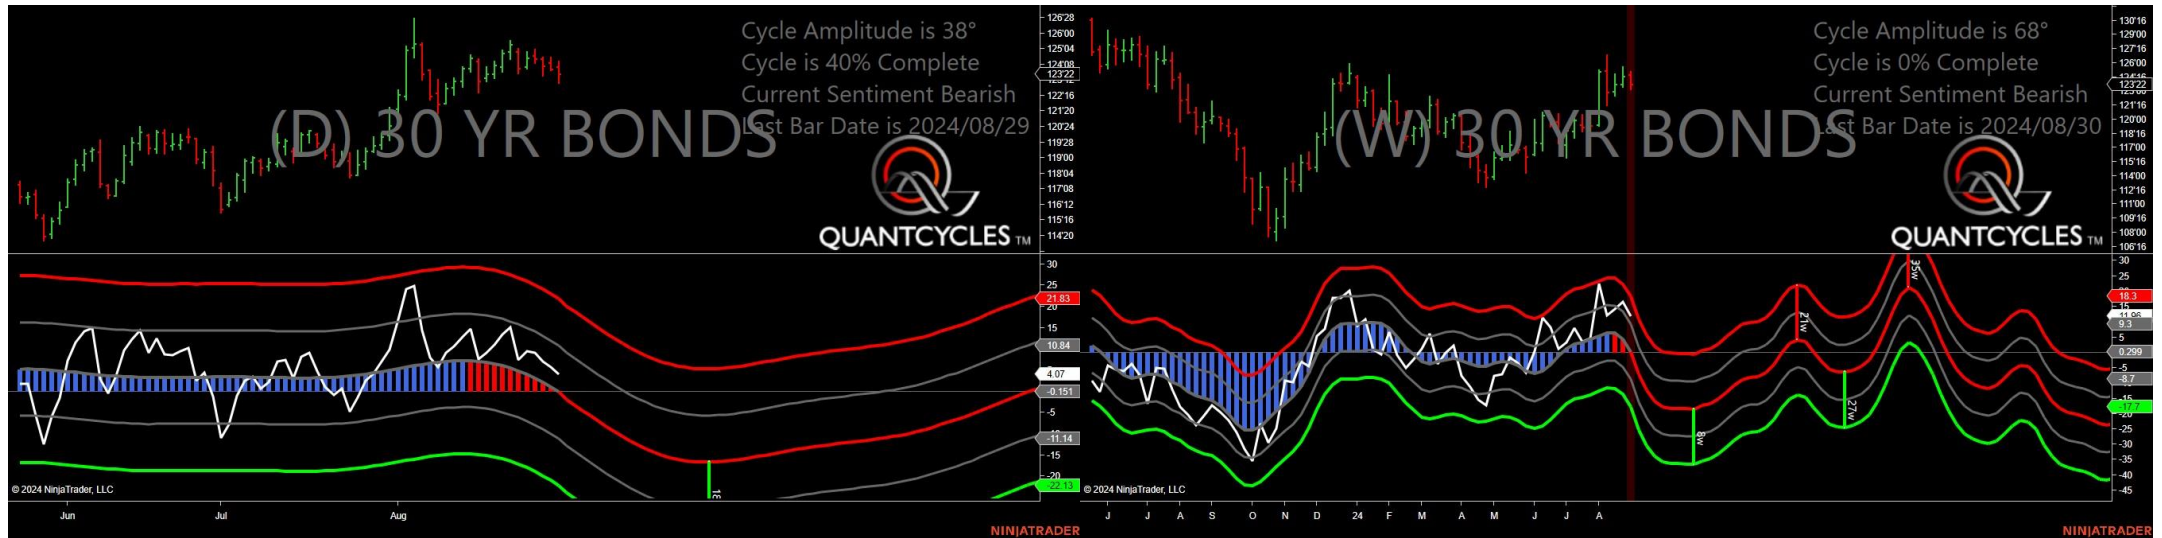 Cycle Amplitude is 38°
Cycle is 40% Complete
Current Sentiment Bearish
Last Bar Date is 2024/08/29
(D) 30 YR BONDS
QUANTCYCLES TM
126'28
126'00
125'04
124'08
123'22
122'16
121'20
120'24
119'28
119'00
118'04
117'08
116'12
115'16
114'20
30
25
21.83
20
15
10.84
4.07
-0.151
-5
-11.14
-15
-20
-22.13
18
© 2024 NinjaTrader, LLC
Jun
Jul
Aug
NINJATRADER
Cycle Amplitude is 68°
Cycle is 0% Complete
Current Sentiment Bearish
Last Bar Date is 2024/08/30
(W) 30 YR BONDS
QUANTCYCLES TM
130'16
129'00
127'16
126'00
124'16
123'22
121'16
120'00
118'16
117'00
115'16
114'00
112'16
111'00
109'16
108'00
106'16
30
25
18.3
15
11.96
9.3
5
0.299
-5
-8.7
-15
-17.7
-25
-30
-35
-40
-45
35w
21w
27w
8w
© 2024 NinjaTrader, LLC
J
J
A
S
O
N
D
24
F
M
A
M
J
J
A
NINJATRADER